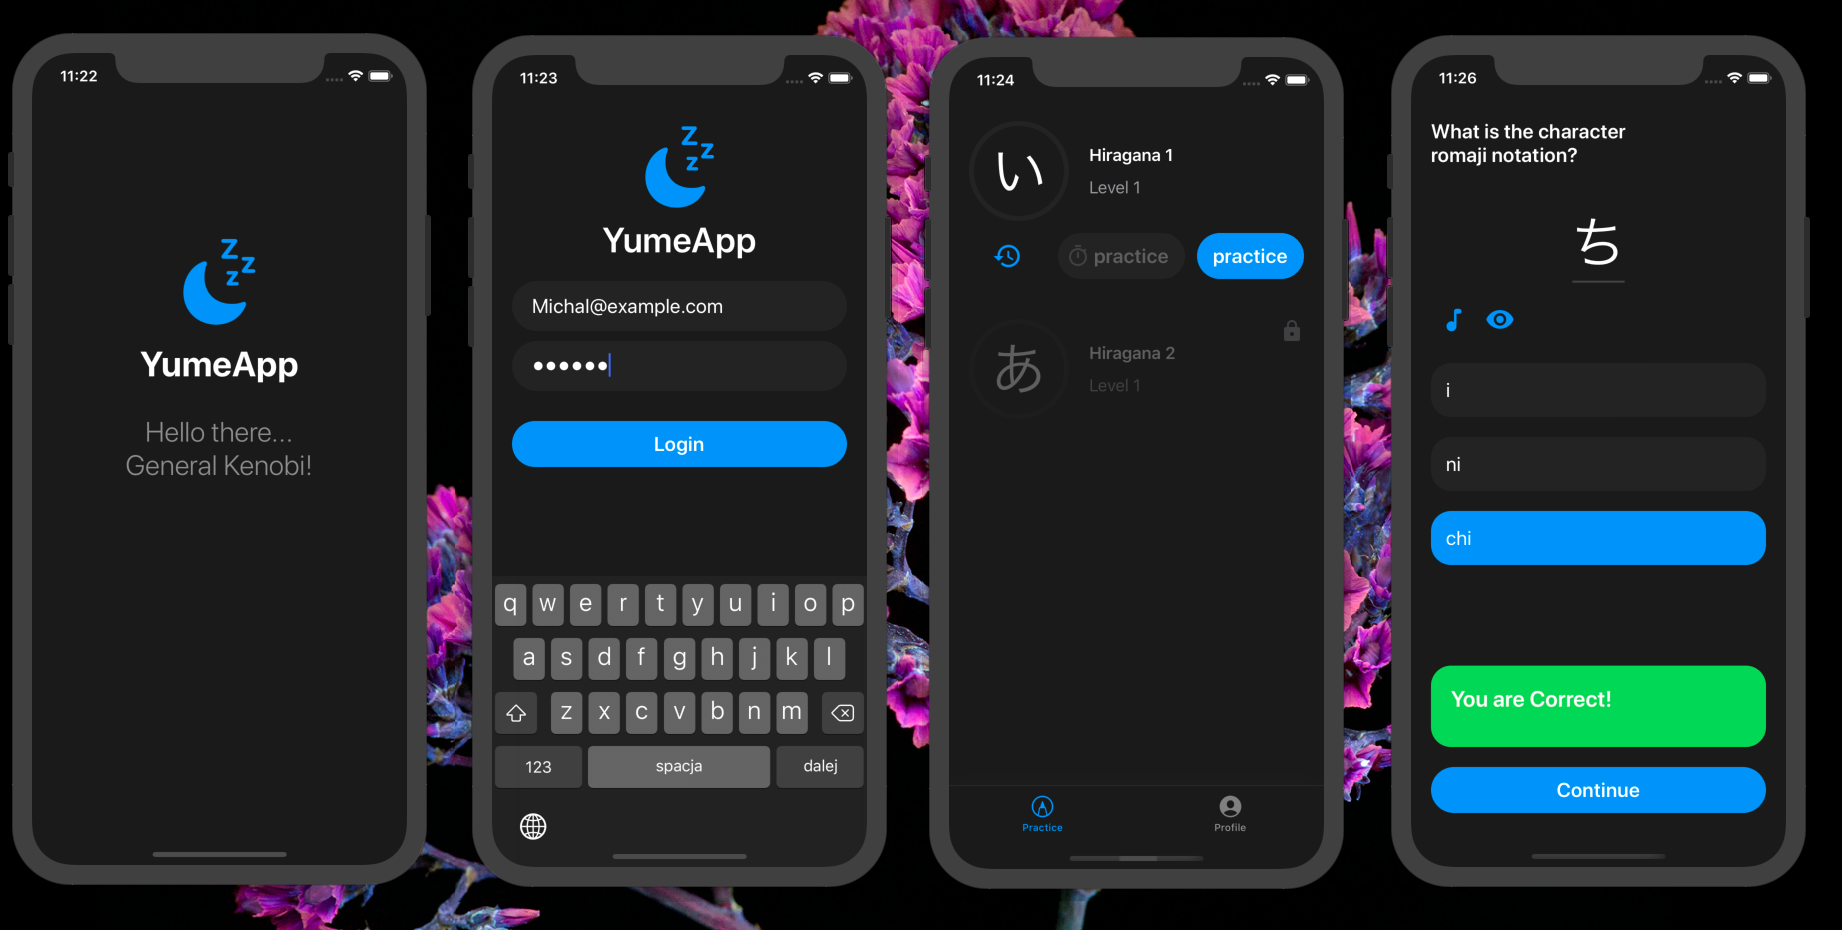 11:22
z
z
z
YumeApp
Hello there...
General Kenobi!
11:23
z
z
z
YumeApp
Michal@example.com
Login
q w e r t y u i o p
a s d f g h j k l
z x c v b n m
123 spacja dalej
11:24
い
Hiragana 1
Level 1
practice practice
あ
Hiragana 2
Level 1
Practice Profile
11:26
What is the character
romaji notation?
ち
i
ni
chi
You are Correct!
Continue